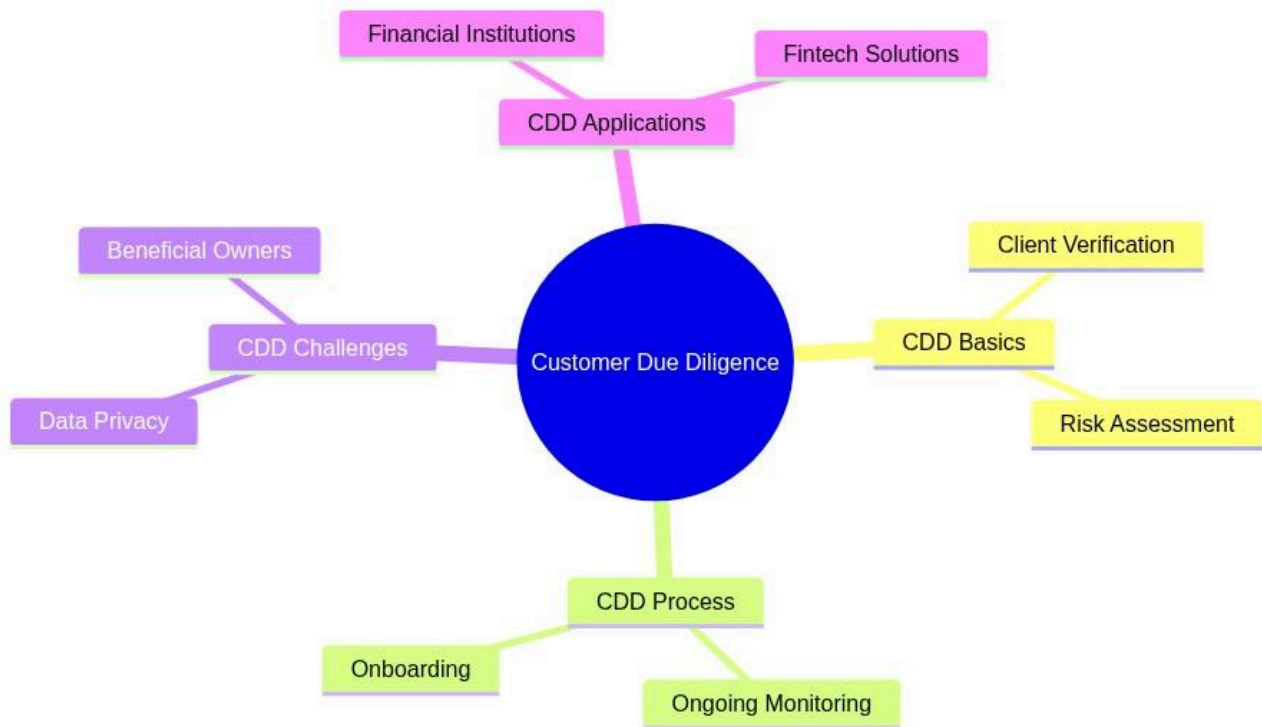 Financial Institutions
Fintech Solutions
CDD Applications
Beneficial Owners
Client Verification
CDD Challenges
Customer Due Diligence
CDD Basics
Data Privacy
Risk Assessment
CDD Process
Onboarding
Ongoing Monitoring